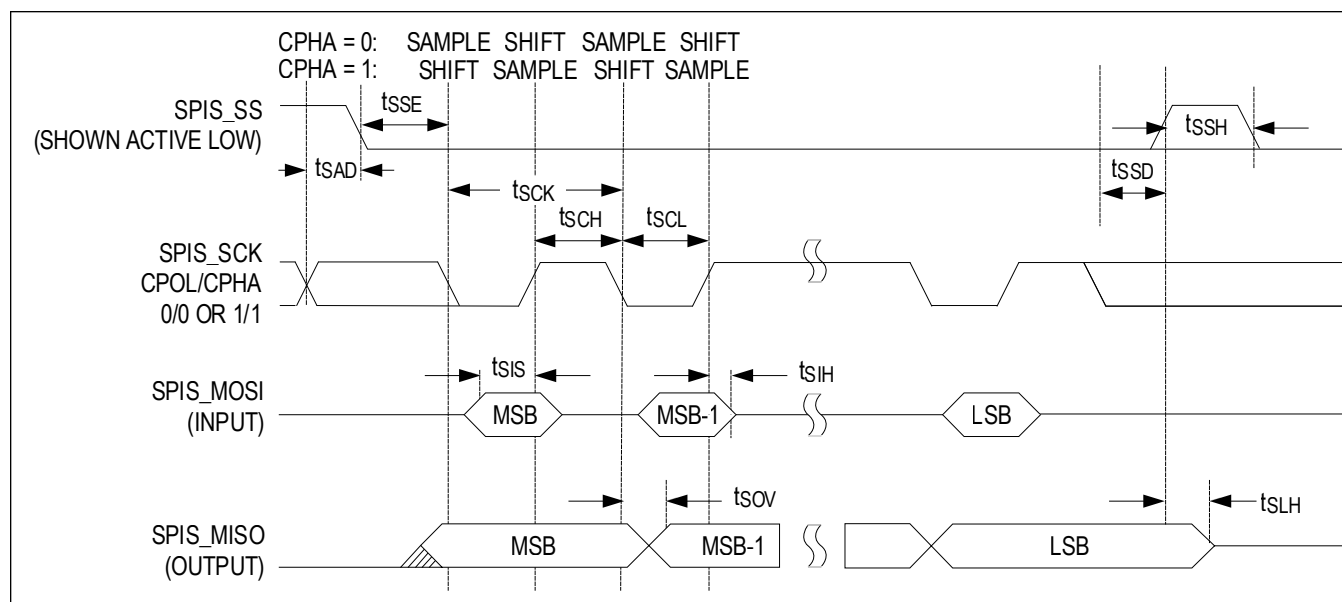 CPHA = 0: SAMPLE SHIFT SAMPLE SHIFT
CPHA = 1: SHIFT SAMPLE SHIFT SAMPLE
SPIS_SS
(SHOWN ACTIVE LOW)
tSSE
tSAD
tSSH
tSSD
tSCK
tSCH
tSCL
SPIS_SCK
CPOL/CPHA
0/0 OR 1/1
SPIS_MOSI
(INPUT)
tSIS
tSIH
MSB
MSB-1
LSB
SPIS_MISO
(OUTPUT)
tSOV
tSLH
MSB
MSB-1
LSB